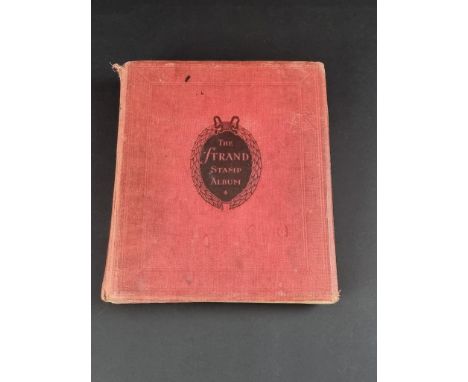 THE
STRAND
STAMP
ALBUM